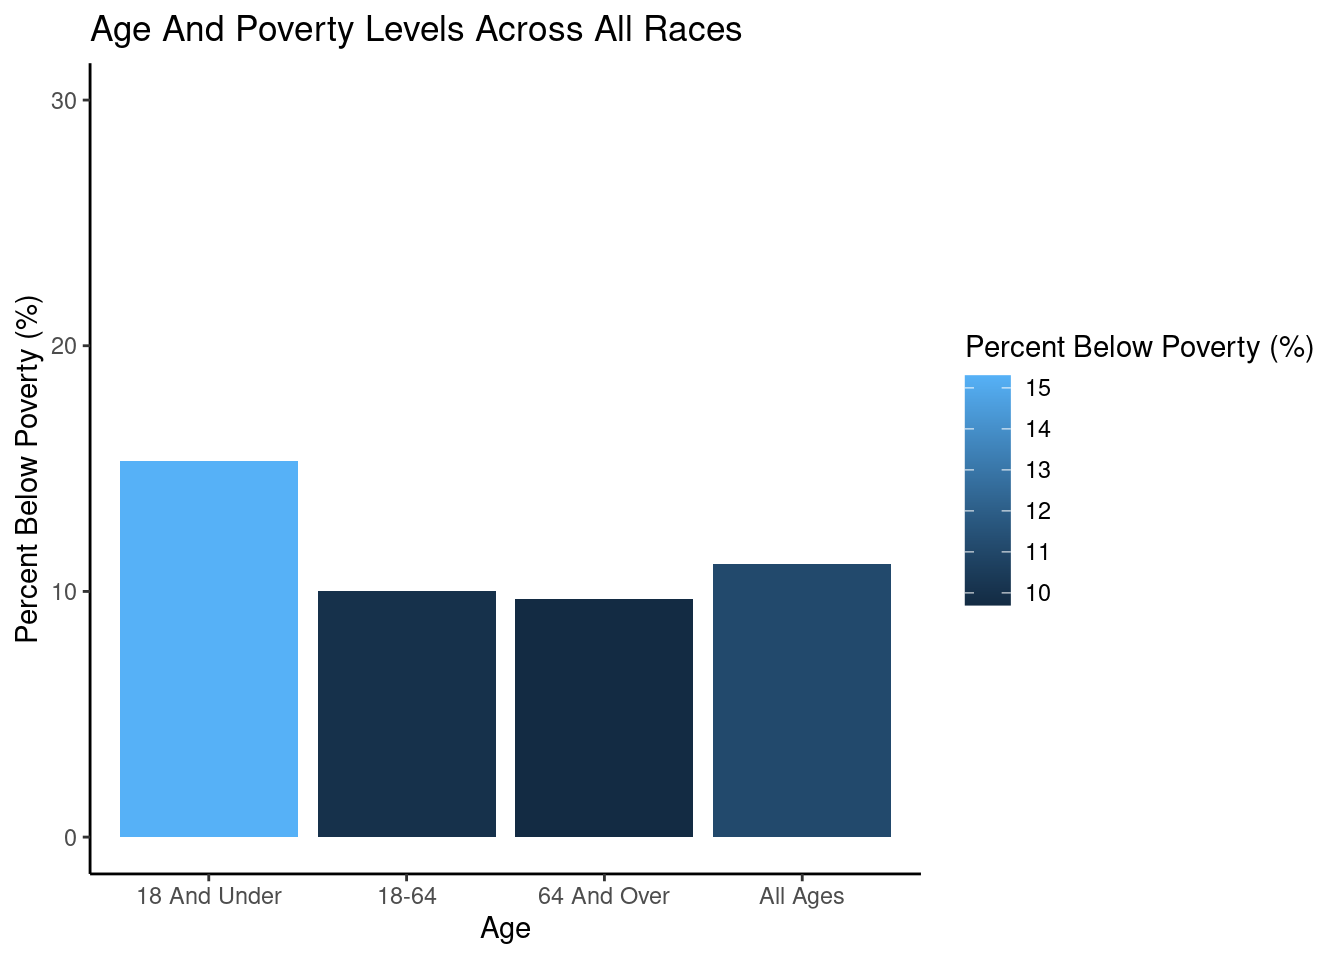 Age And Poverty Levels Across All Races
Percent Below Poverty (%)
30
20
10
0
18 And Under
18-64
64 And Over
All Ages
Age
Percent Below Poverty (%)
15
14
13
12
11
10